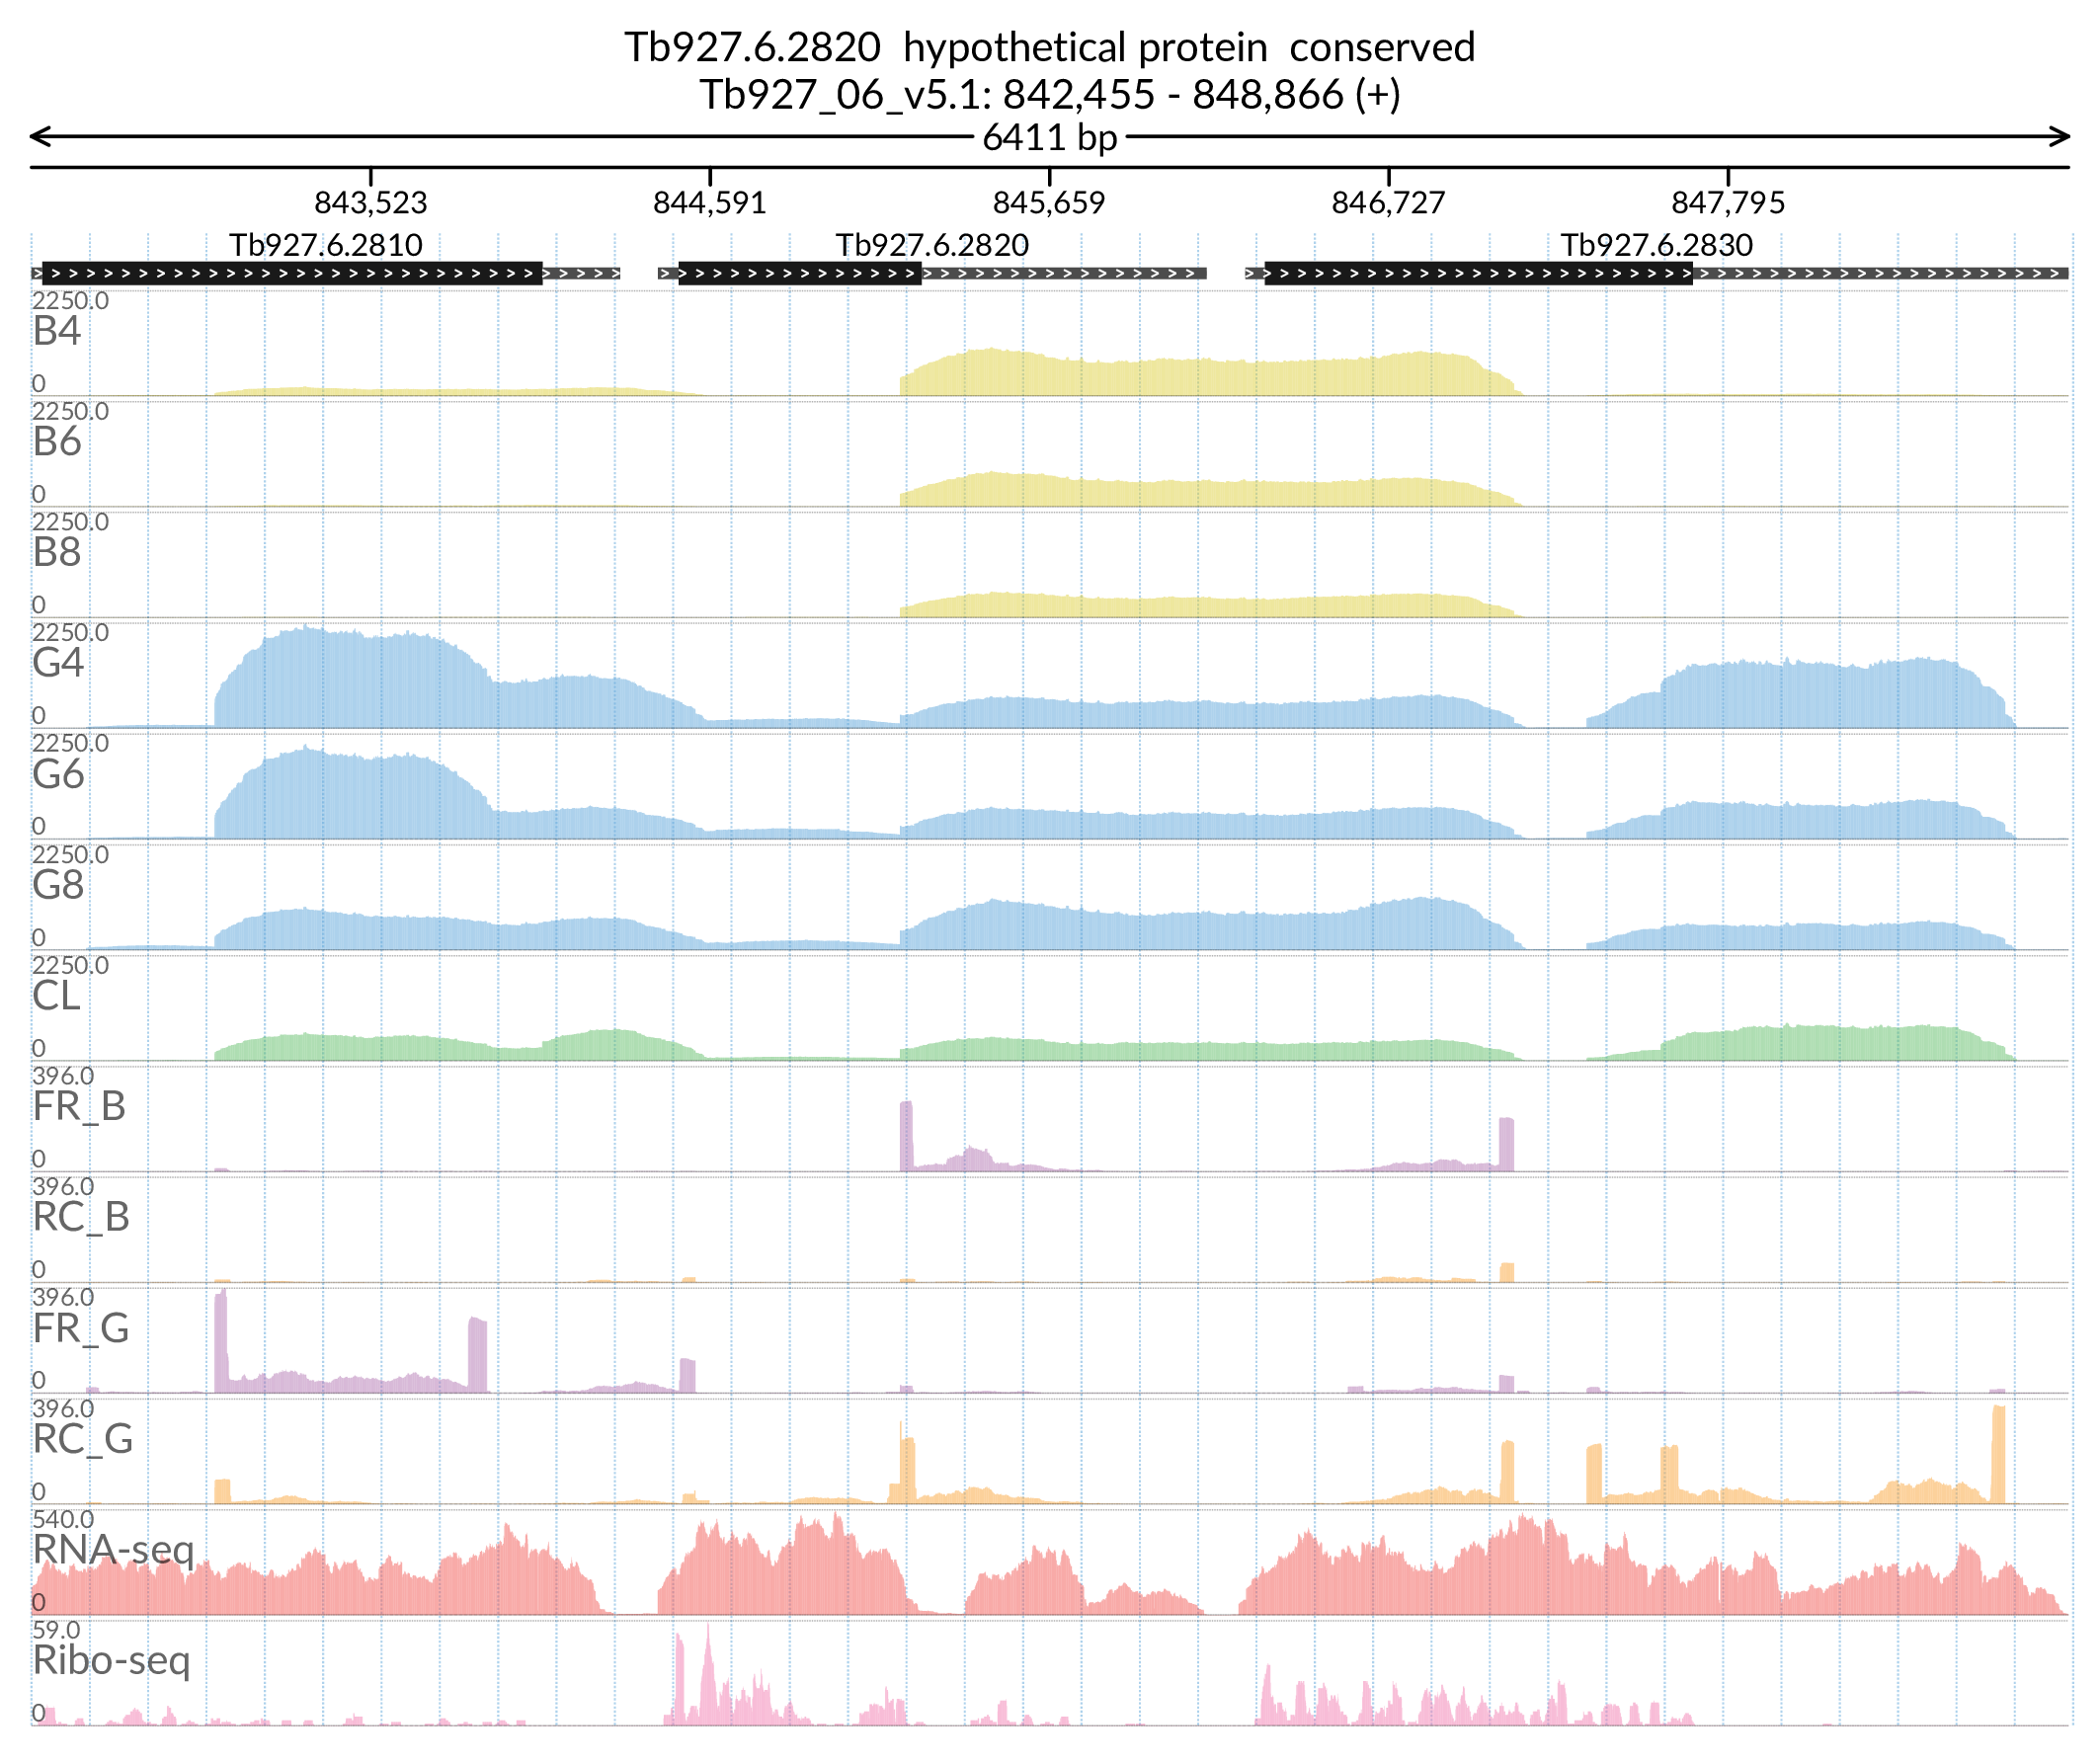 Tb927.6.2820 hypothetical protein conserved
Tb927_06_v5.1: 842,455 - 848,866 (+)
6411 bp
843,523 844,591 845,659 846,727 847,795
Tb927.6.2810 Tb927.6.2820 Tb927.6.2830
2250.0
B4
0
2250.0
B6
0
2250.0
B8
0
2250.0
G4
0
2250.0
G6
0
2250.0
G8
0
2250.0
CL
0
396.0
FR_B
0
396.0
RC_B
0
396.0
FR_G
0
396.0
RC_G
0
540.0
RNA-seq
0
59.0
Ribo-seq
0